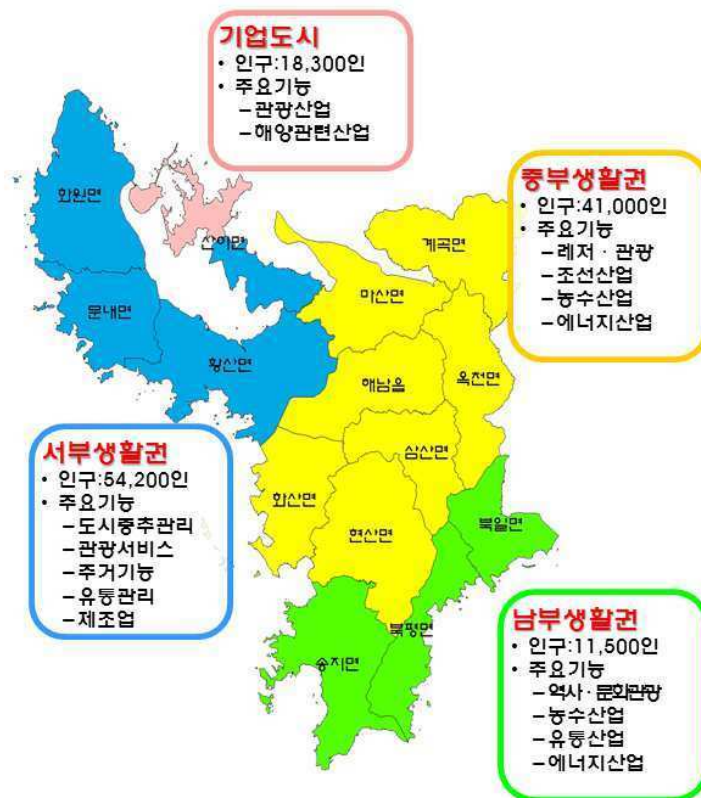 기업도시
• 인구:18,300인
• 주요기능
–관광산업
–해양관련산업
중부생활권
• 인구:41,000인
• 주요기능
–레저 · 관광
–조선산업
–농수산업
–에너지산업
화원면
산이면
계곡면
마산면
문내면
황산면
해남읍
옥천면
삼산면
화산면
현산면
북일면
북평면
송지면
서부생활권
• 인구:54,200인
• 주요기능
–도시중추관리
–관광서비스
–주거기능
–유통관리
–제조업
남부생활권
• 인구:11,500인
• 주요기능
–역사 · 문화관광
–농수산업
–유통산업
–에너지산업